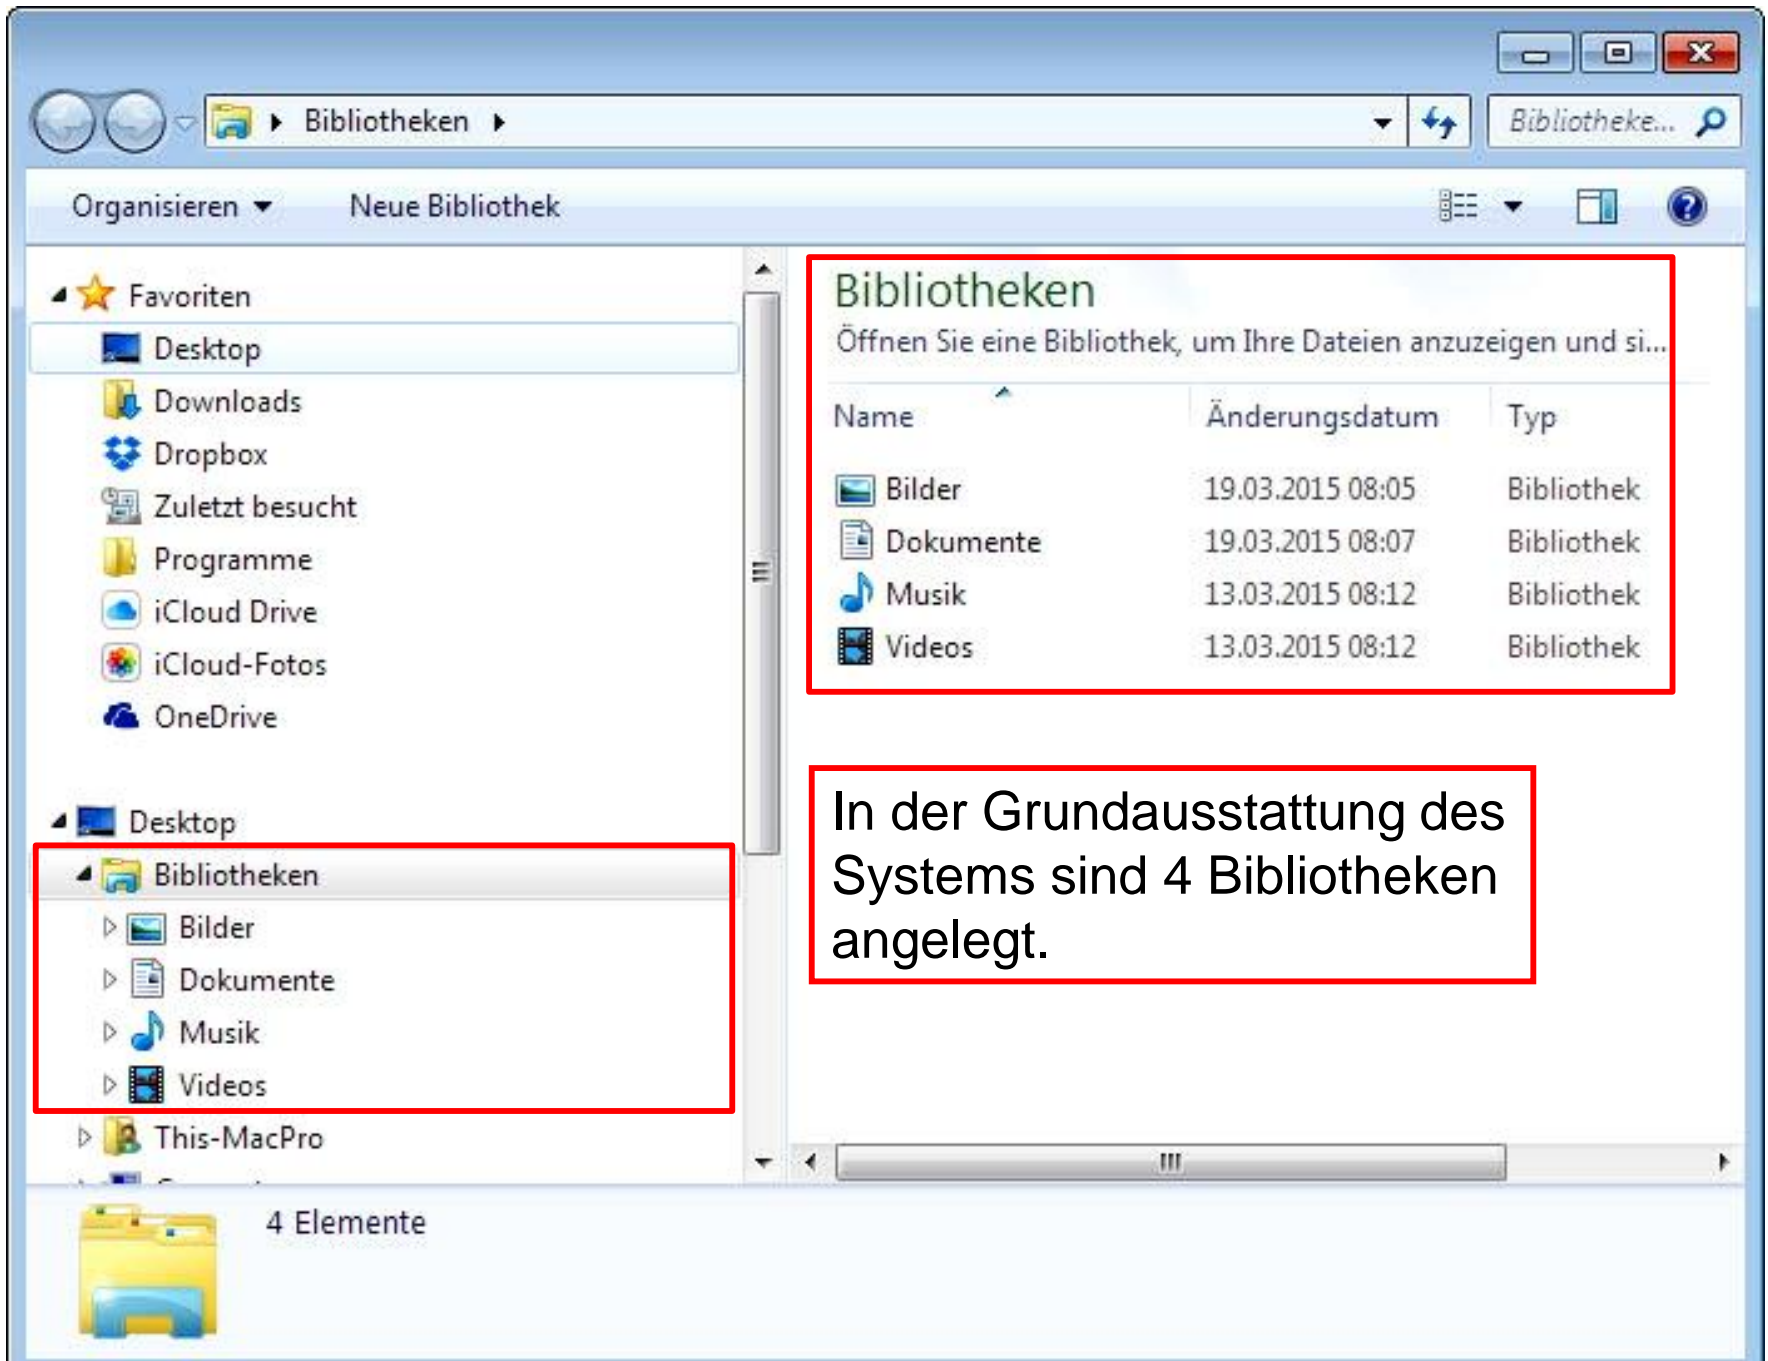 Bibliotheken
Bibliotheke...
Organisieren
Neue Bibliothek
Favoriten
Desktop
Downloads
Dropbox
Zuletzt besucht
Programme
iCloud Drive
iCloud-Fotos
OneDrive
Desktop
Bibliotheken
Bilder
Dokumente
Musik
Videos
This-MacPro
Bibliotheken
Öffnen Sie eine Bibliothek, um Ihre Dateien anzuzeigen und si...
Name Änderungsdatum Typ
Bilder 19.03.2015 08:05 Bibliothek
Dokumente 19.03.2015 08:07 Bibliothek
Musik 13.03.2015 08:12 Bibliothek
Videos 13.03.2015 08:12 Bibliothek
In der Grundausstattung des
Systems sind 4 Bibliotheken
angelegt.
4 Elemente